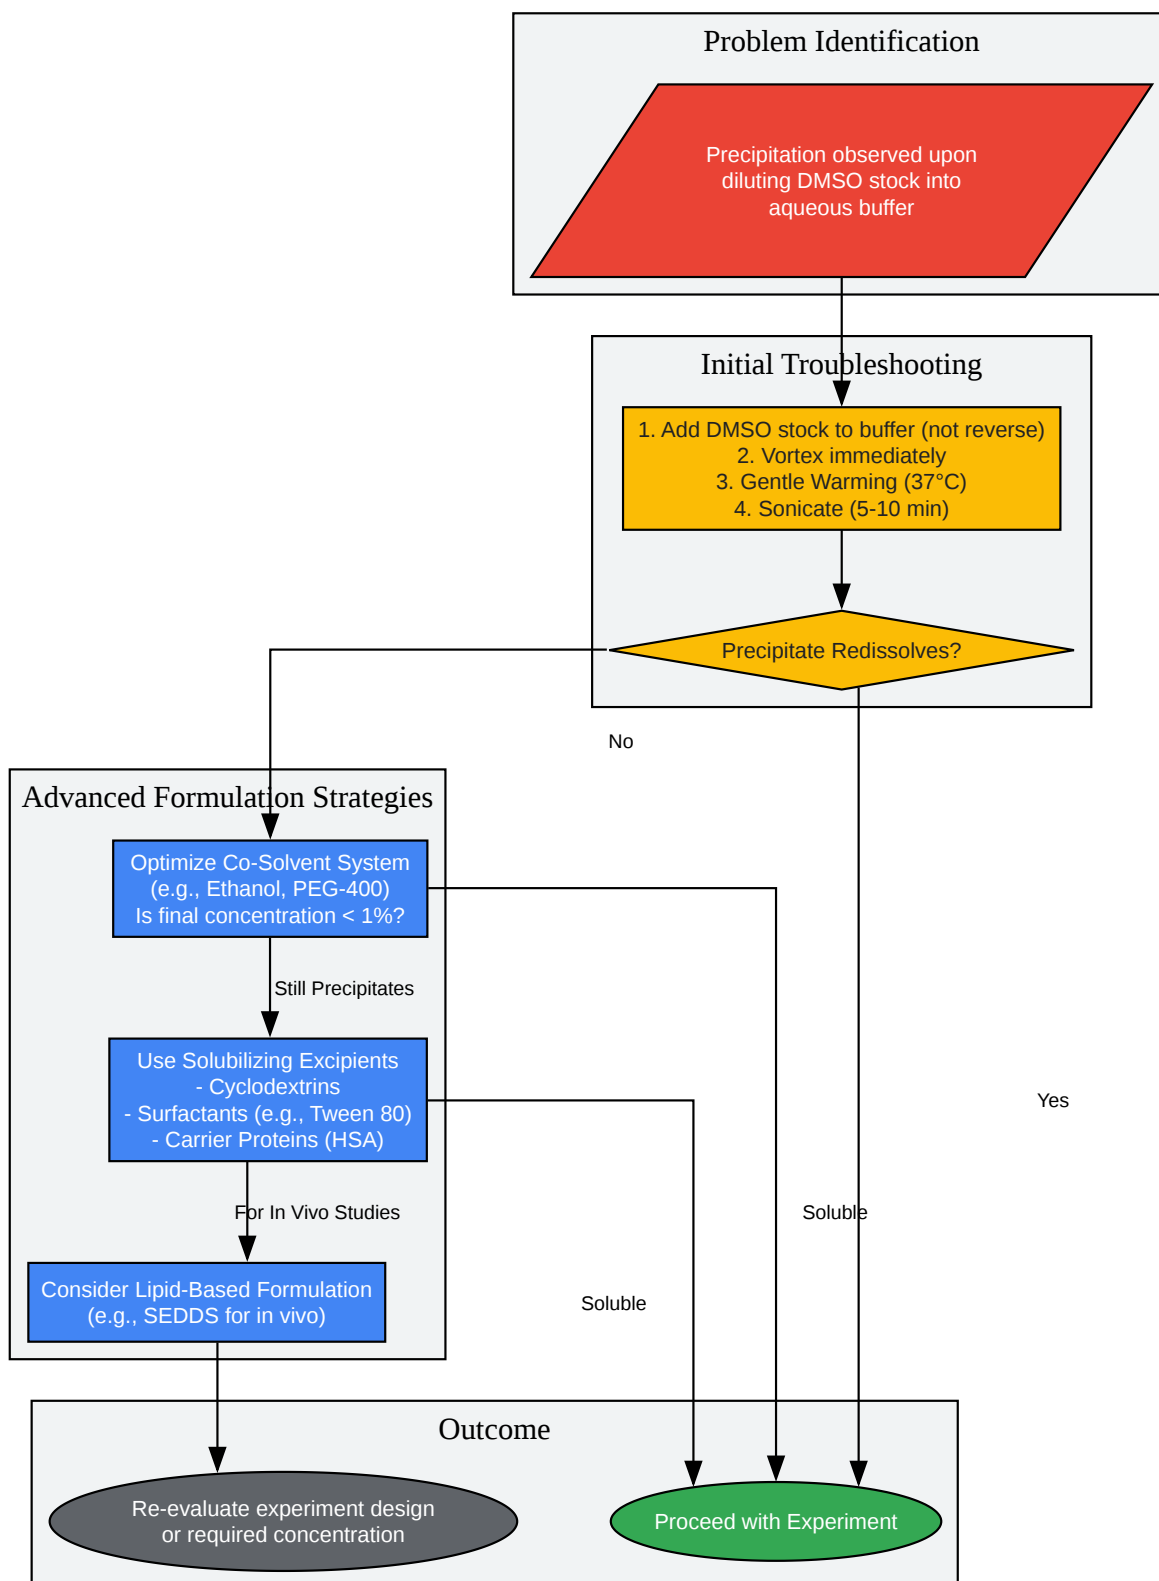 Problem Identification
Precipitation observed upon
diluting DMSO stock into
aqueous buffer
Initial Troubleshooting
1. Add DMSO stock to buffer (not reverse)
2. Vortex immediately
3. Gentle Warming (37°C)
4. Sonicate (5-10 min)
Precipitate Redissolves?
No
Advanced Formulation Strategies
Optimize Co-Solvent System
(e.g., Ethanol, PEG-400)
Is final concentration < 1%?
Still Precipitates
Use Solubilizing Excipients
- Cyclodextrins
- Surfactants (e.g., Tween 80)
- Carrier Proteins (HSA)
Yes
For In Vivo Studies
Soluble
Consider Lipid-Based Formulation
(e.g., SEDDS for in vivo)
Soluble
Outcome
Re-evaluate experiment design
or required concentration
Proceed with Experiment